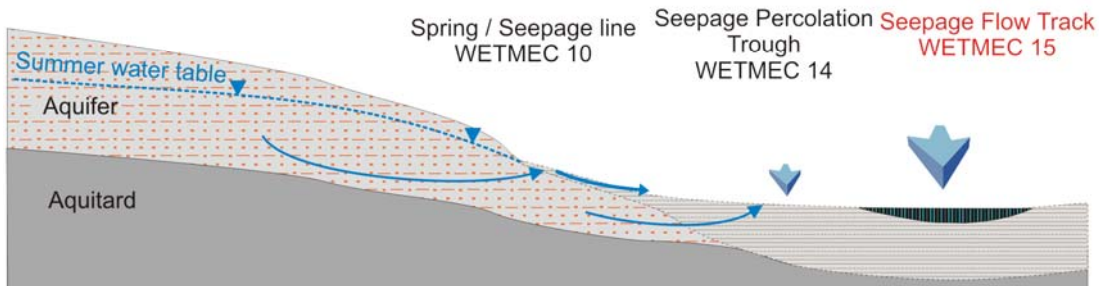 Spring / Seepage line
WETMEC 10
Seepage Percolation
Trough
WETMEC 14
Seepage Flow Track
WETMEC 15
Summer water table
Aquifer
Aquitard